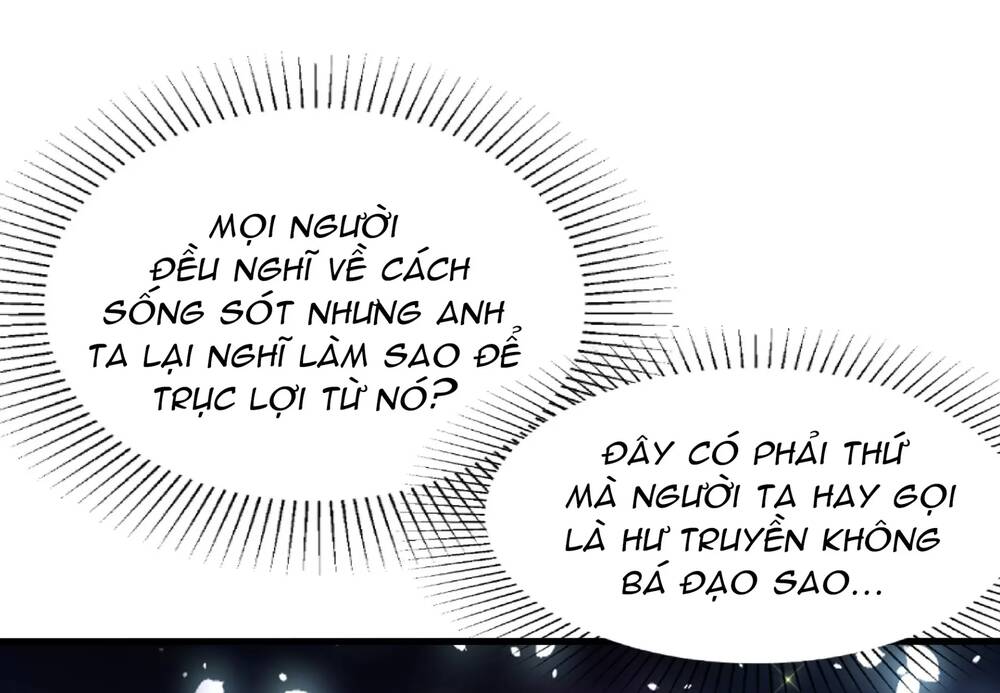 MỌI NGƯỜI
ĐỀU NGHĨ VỀ CÁCH
SỐNG SÓT NHƯNG ANH
TA LẠI NGHĨ LÀM SAO ĐỂ
TRỤC LỢI TỪ NÓ?
ĐÂY CÓ PHẢI THỨ
MÀ NGƯỜI TA HAY GỌI
LÀ HƯ TRUYỀN KHÔNG
BÁ ĐẠO SAO...